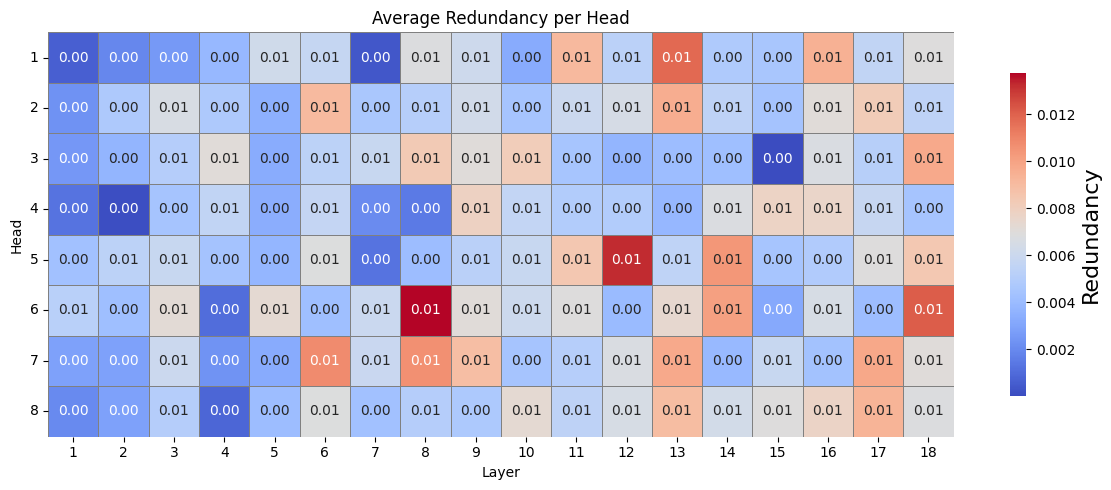 Average Redundancy per Head
1 0.00 0.00 0.00 0.00 0.01 0.01 0.00 0.01 0.01 0.00 0.01 0.01 0.01 0.00 0.00 0.01 0.01 0.01
2 0.00 0.00 0.01 0.00 0.00 0.01 0.00 0.01 0.01 0.00 0.01 0.01 0.01 0.01 0.00 0.01 0.01 0.01
3 0.00 0.00 0.01 0.01 0.00 0.01 0.01 0.01 0.01 0.01 0.00 0.00 0.00 0.00 0.00 0.01 0.01 0.01
4 0.00 0.00 0.00 0.01 0.00 0.01 0.00 0.00 0.01 0.01 0.00 0.00 0.00 0.01 0.01 0.01 0.01 0.00
5 0.00 0.01 0.01 0.00 0.00 0.01 0.00 0.00 0.01 0.01 0.01 0.01 0.01 0.01 0.00 0.00 0.01 0.01
6 0.01 0.00 0.01 0.00 0.01 0.00 0.01 0.01 0.01 0.01 0.01 0.00 0.01 0.01 0.00 0.01 0.00 0.01
7 0.00 0.00 0.01 0.00 0.00 0.01 0.01 0.01 0.01 0.00 0.01 0.01 0.01 0.00 0.01 0.00 0.01 0.01
8 0.00 0.00 0.01 0.00 0.00 0.01 0.00 0.01 0.00 0.01 0.01 0.01 0.01 0.01 0.01 0.01 0.01 0.01
1 2 3 4 5 6 7 8 9 10 11 12 13 14 15 16 17 18
Layer
Head
0.012
0.010
0.008
0.006
0.004
0.002
Redundancy